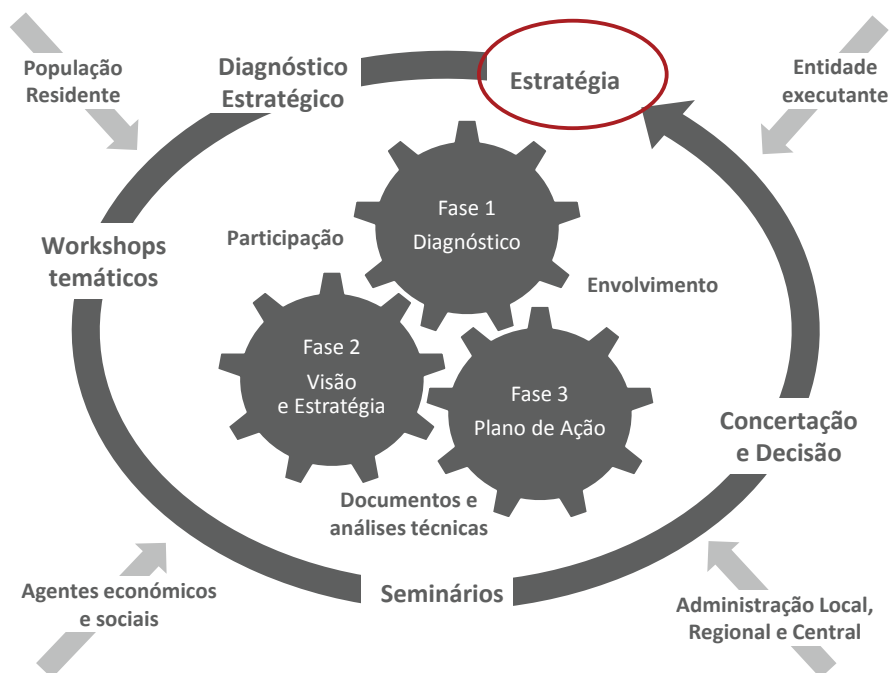 População
Residente
Diagnóstico
Estratégico
Estratégia
Entidade
executante
Fase 1
Diagnóstico
Participação
Workshops
temáticos
Envolvimento
Fase 2
Visão
e Estratégia
Fase 3
Plano de Ação
Concertação
e Decisão
Documentos e
análises técnicas
Agentes económicos
e sociais
Seminários
Administração Local,
Regional e Central